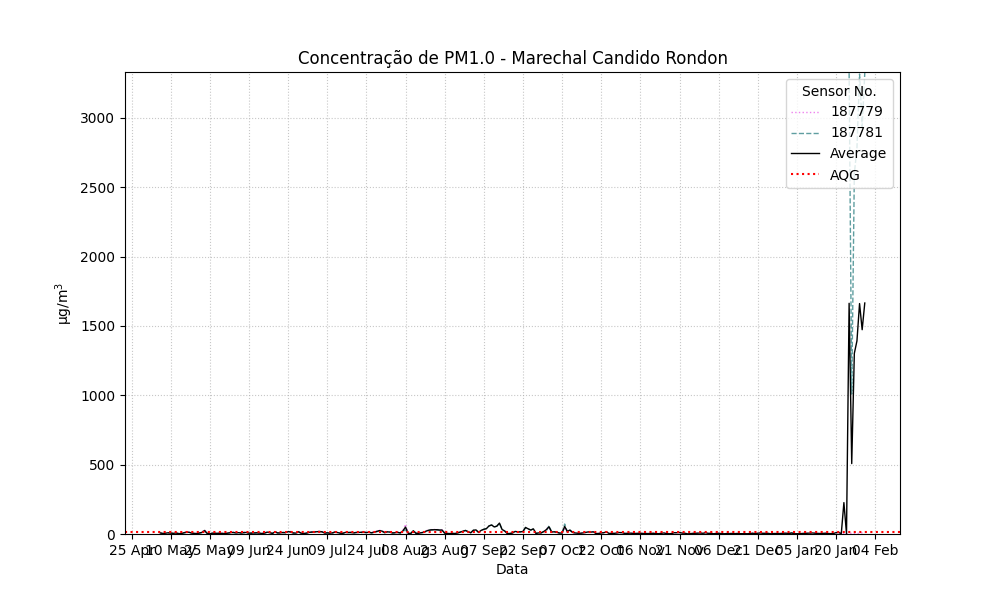 Concentração de PM1.0 - Marechal Candido Rondon
Sensor No.
187779
187781
Average
AQG
3000
2500
2000
1500
1000
500
0
µg/m³
25 Apr 10 May 25 May 09 Jun 24 Jun 09 Jul 24 Jul 08 Aug 23 Aug 07 Sep 22 Sep 07 Oct 22 Oct 06 Nov 21 Nov 06 Dec 21 Dec 05 Jan 20 Jan 04 Feb
Data